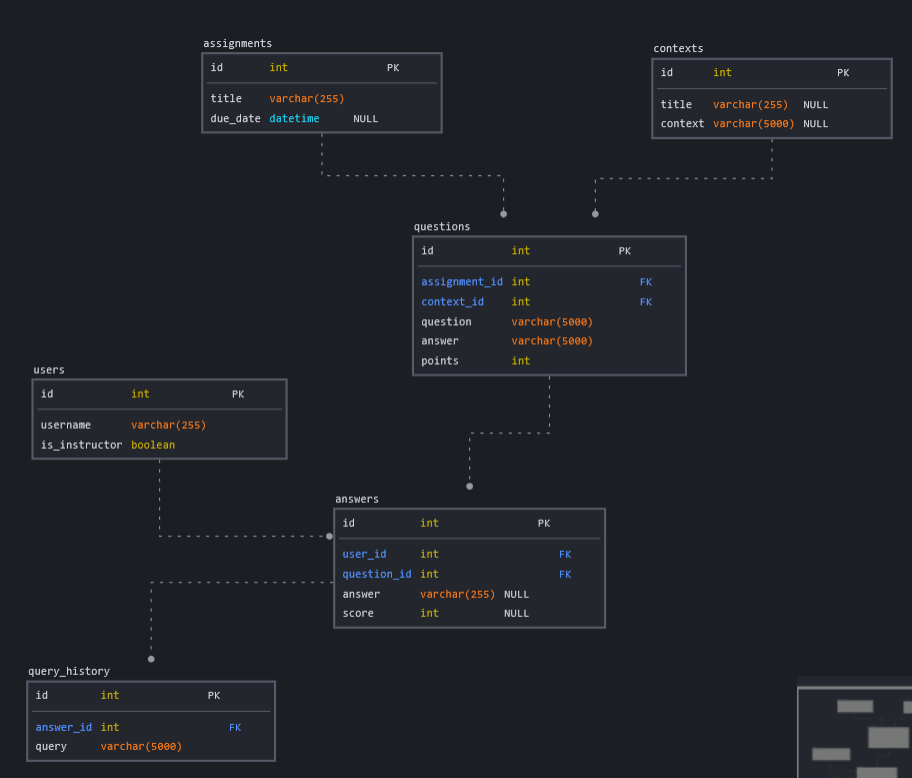 assignments
id int PK
title varchar(255)
due_date datetime NULL
contexts
id int PK
title varchar(255) NULL
context varchar(5000) NULL
questions
id int PK
assignment_id int FK
context_id int FK
question varchar(5000)
answer varchar(5000)
points int
users
id int PK
username varchar(255)
is_instructor boolean
answers
id int PK
user_id int FK
question_id int FK
answer varchar(255) NULL
score int NULL
query_history
id int PK
answer_id int FK
query varchar(5000)